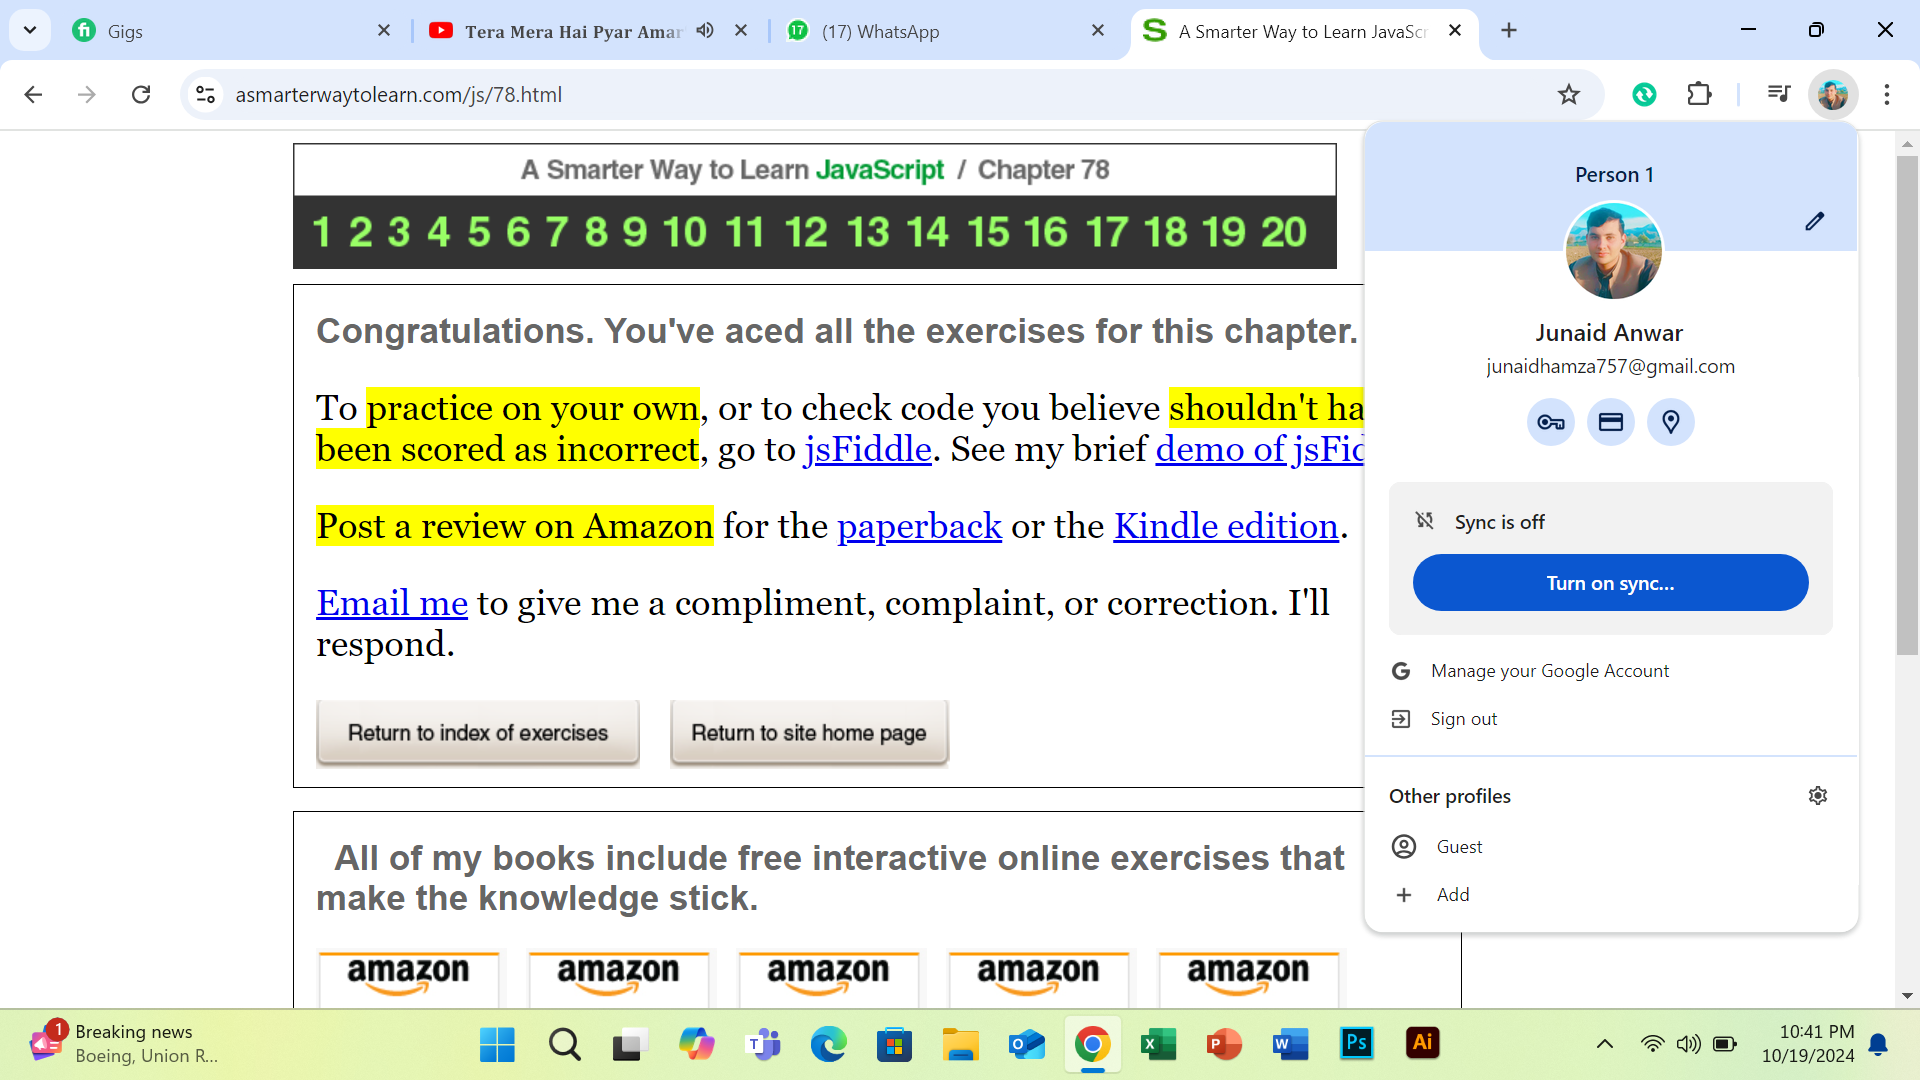 Gigs
Tera Mera Hai Pyar Amar
17
(17) WhatsApp
A Smarter Way to Learn JavaScr
asmarterwaytolearn.com/js/78.html
A Smarter Way to Learn JavaScript / Chapter 78
1 2 3 4 5 6 7 8 9 10 11 12 13 14 15 16 17 18 19 20
Congratulations. You've aced all the exercises for this chapter.
To practice on your own, or to check code you believe shouldn't ha
been scored as incorrect, go to jsFiddle. See my brief demo of jsFid
Post a review on Amazon for the paperback or the Kindle edition.
Email me to give me a compliment, complaint, or correction. I'll
respond.
Return to index of exercises
Return to site home page
All of my books include free interactive online exercises that
make the knowledge stick.
amazon amazon amazon amazon amazon
Person 1
Junaid Anwar
junaidhamza757@gmail.com
Sync is off
Turn on sync...
Manage your Google Account
Sign out
Other profiles
Guest
Add
1
Breaking news
Boeing, Union R...
Ps
Ai
10:41 PM
10/19/2024